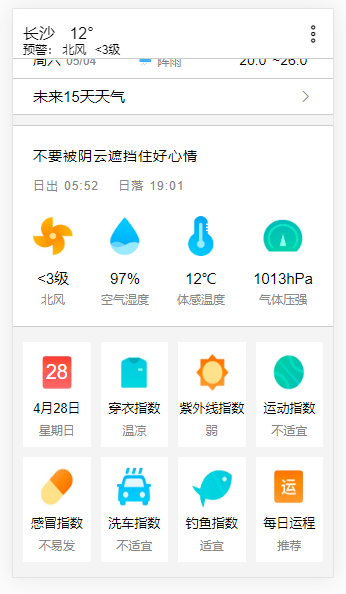 长沙 12°
预警： 北风 <3级
周六 05/04 阵雨 20.0°~26.0°
未来15天天气
不要被阴云遮挡住好心情
日出 05:52 日落 19:01
<3级 97% 12℃ 1013hPa
北风 空气湿度 体感温度 气体压强
28
4月28日 穿衣指数 紫外线指数 运动指数
星期日 温凉 弱 不适宜
运
感冒指数 洗车指数 钓鱼指数 每日运程
不易发 不适宜 适宜 推荐